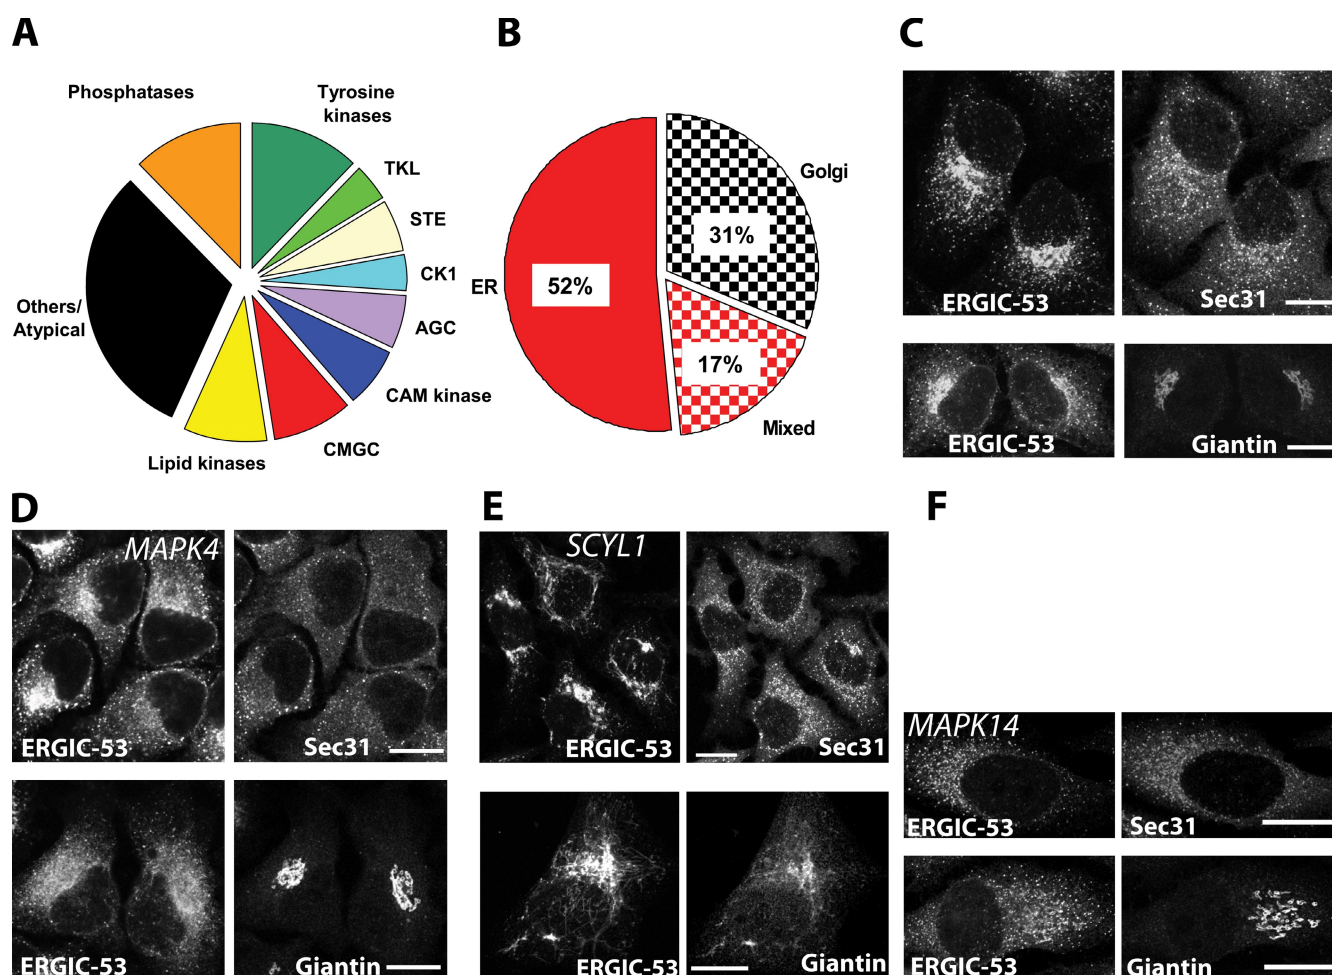 A
B
C
Phosphatases
Tyrosine
kinases
TKL
STE
CK1
AGC
CAM kinase
CMGC
Lipid kinases
Others/
Atypical
Golgi
31%
ER
52%
17%
Mixed
ERGIC-53
Sec31
ERGIC-53
Giantin
D
E
F
MAPK4
ERGIC-53
Sec31
ERGIC-53
Giantin
SCYL1
ERGIC-53
Sec31
ERGIC-53
Giantin
MAPK14
ERGIC-53
Sec31
ERGIC-53
Giantin